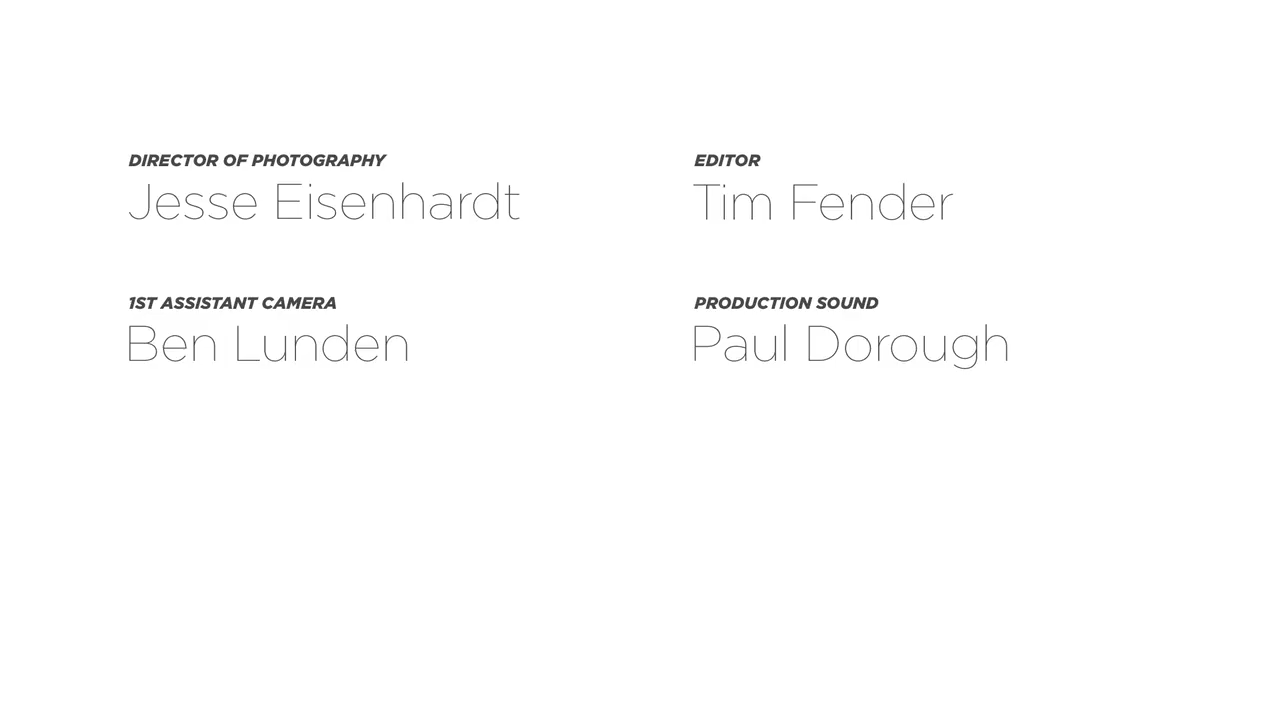 DIRECTOR OF PHOTOGRAPHY
Jesse Eisenhardt
EDITOR
Tim Fender
1ST ASSISTANT CAMERA
Ben Lunden
PRODUCTION SOUND
Paul Dorough